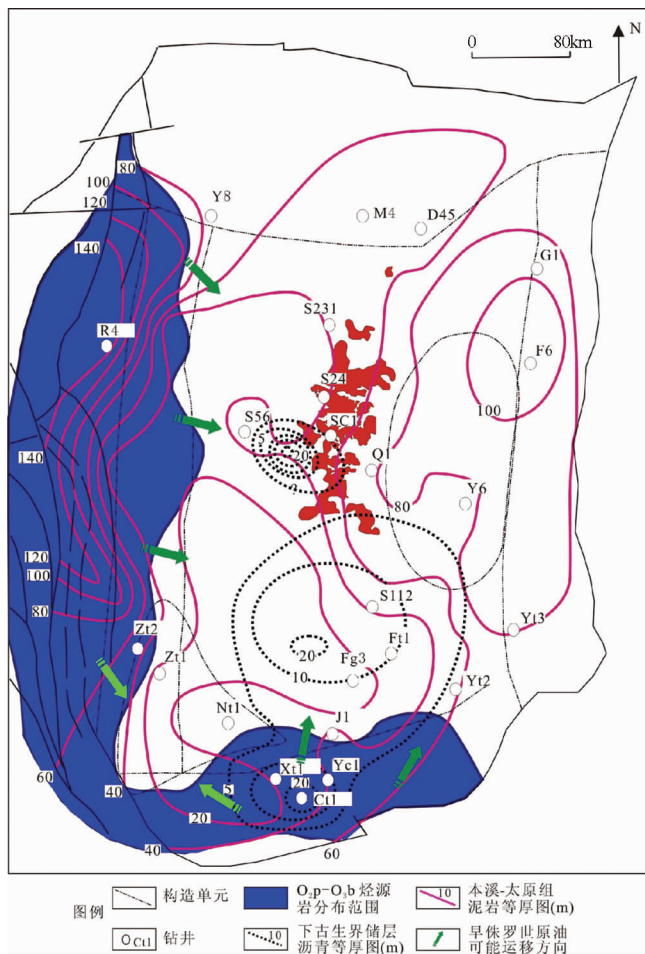 0 80km N
80
100
120
140
Y8
M4
D45
G1
R4
S231
F6
S24
100
S56
5
SC1
20
Q1
140
2
80
Y6
120
100
80
S112
Yt3
Zt2
Ft1
20
Zt1
10
Fg3
Yt2
Nt1
J1
60
40
5
Xt1
Yc1
20
Ct1
20
40
60
图例
构造单元
O₂p-O₃b 烃源
岩分布范围
10
本溪-太原组
泥岩等厚图(m)
Ct1
钻井
10
下古生界储层
沥青等厚图(m)
早侏罗世原油
可能运移方向